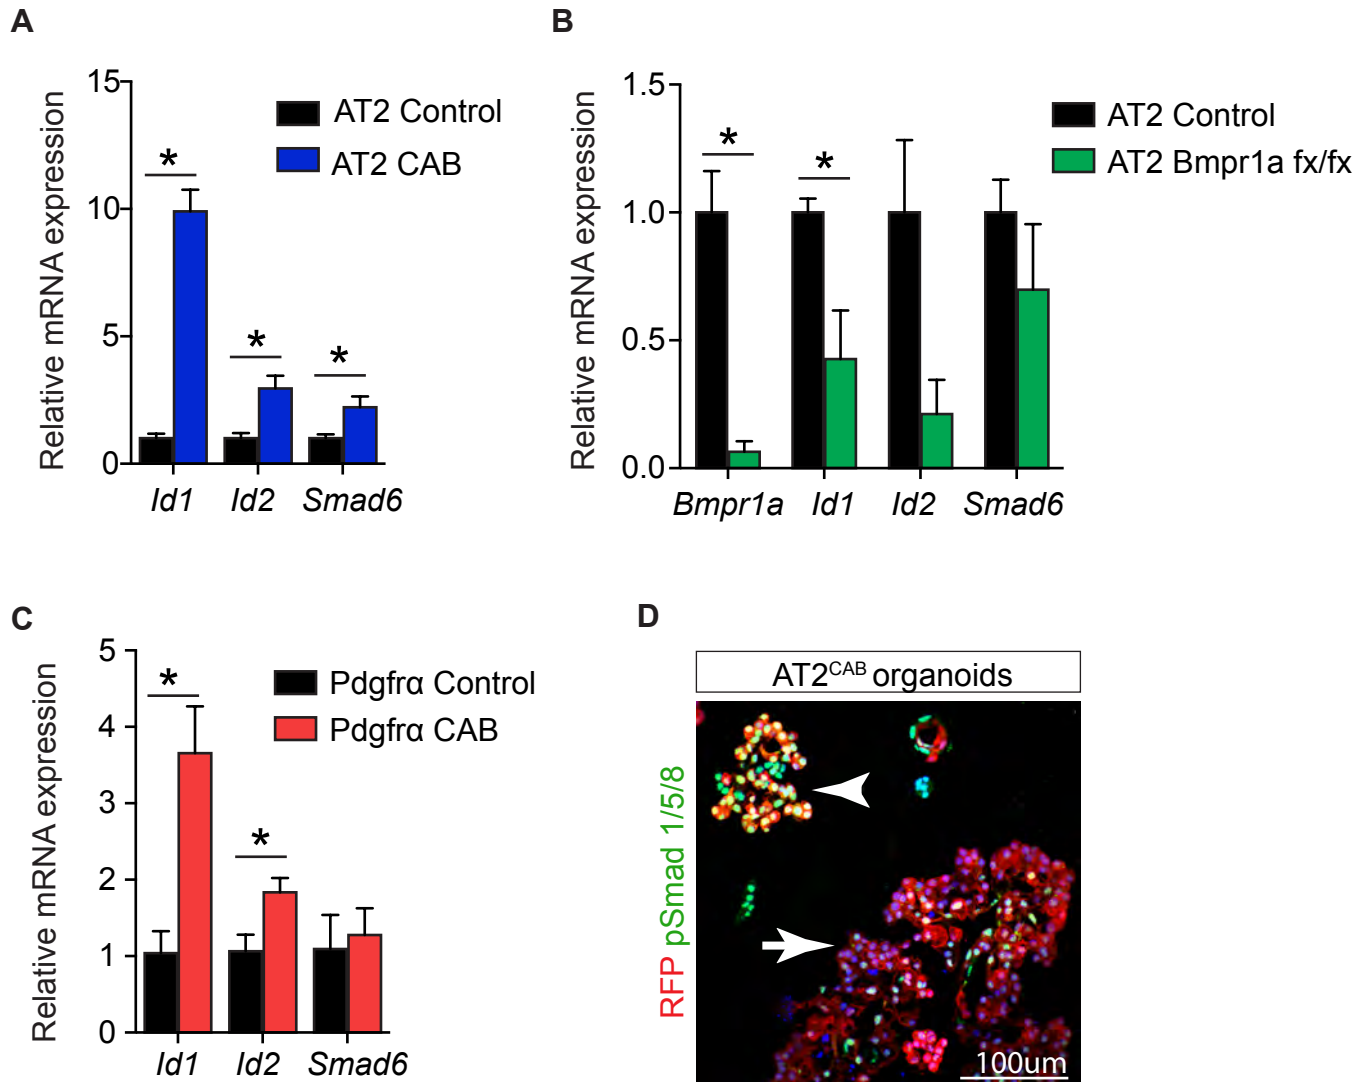 A
Relative mRNA expression
15
10
5
0
AT2 Control
AT2 CAB
*
*
*
Id1 Id2 Smad6
B
Relative mRNA expression
1.5
1.0
0.5
0.0
AT2 Control
AT2 Bmpr1a fx/fx
*
*
Bmpr1a Id1 Id2 Smad6
C
Relative mRNA expression
5
4
3
2
1
0
Pdgfrα Control
Pdgfrα CAB
*
*
Id1 Id2 Smad6
D
AT2CAB organoids
RFP pSmad 1/5/8
100um